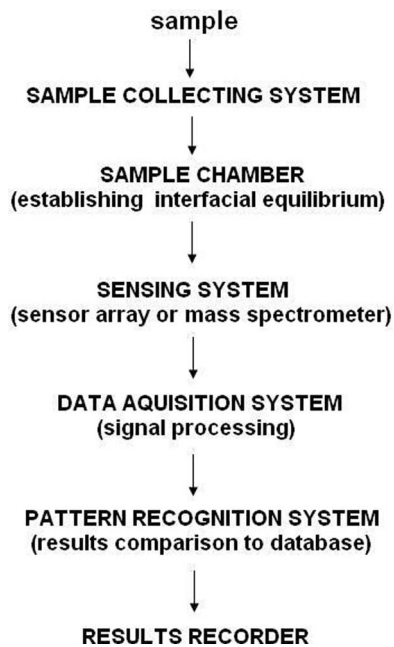 sample
SAMPLE COLLECTING SYSTEM
SAMPLE CHAMBER
(establishing interfacial equilibrium)
SENSING SYSTEM
(sensor array or mass spectrometer)
DATA AQUISITION SYSTEM
(signal processing)
PATTERN RECOGNITION SYSTEM
(results comparison to database)
RESULTS RECORDER